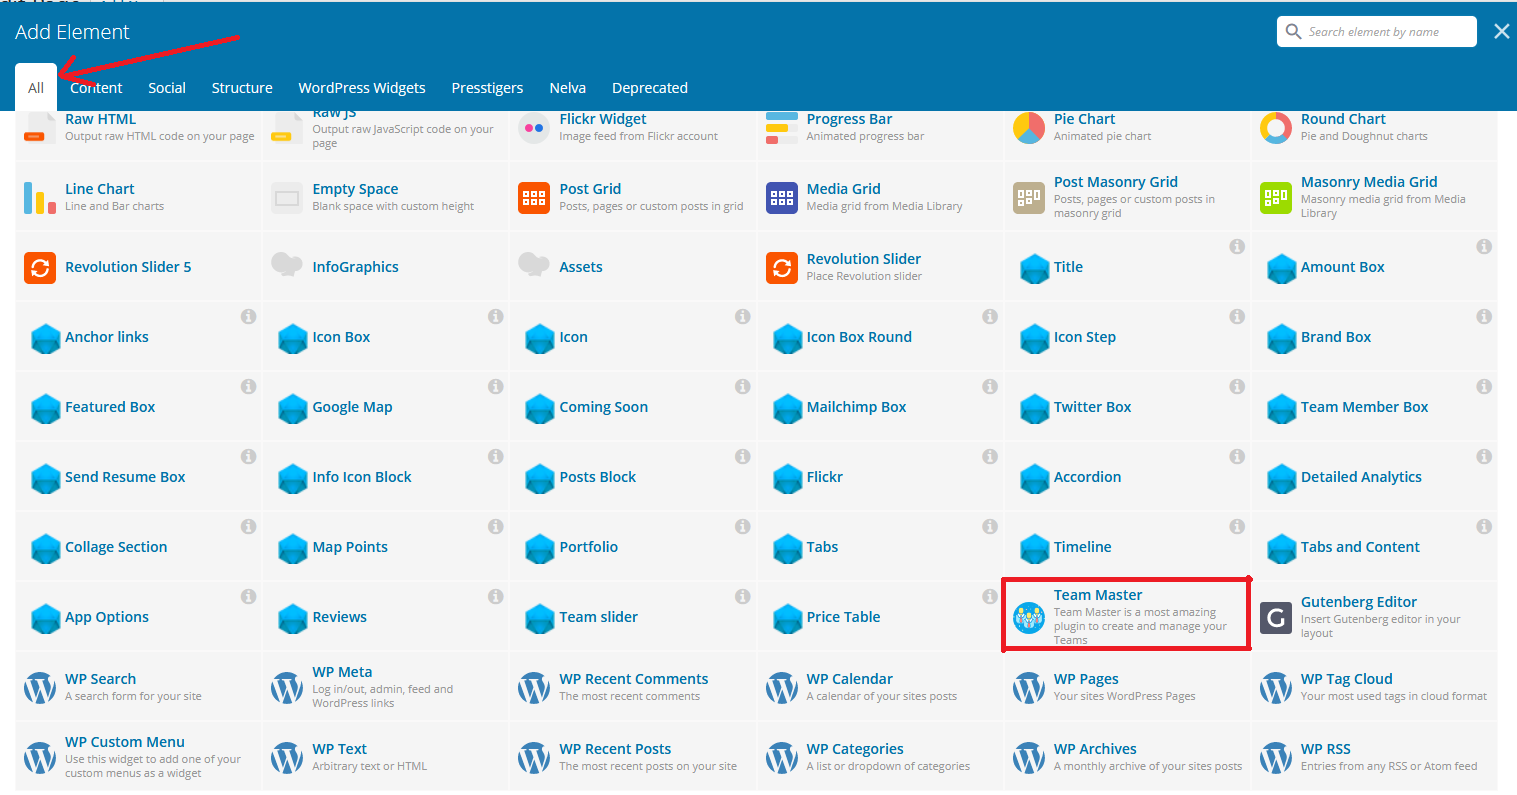 Add Element
Search element by name
All
Content
Social
Structure
WordPress Widgets
Presstigers
Nelva
Deprecated
Raw HTML
Output raw HTML code on your page
Raw JS
Output raw JavaScript code on your
page
Flickr Widget
Image feed from Flickr account
Progress Bar
Animated progress bar
Pie Chart
Animated pie chart
Round Chart
Pie and Doughnut charts
Line Chart
Line and Bar charts
Empty Space
Blank space with custom height
Post Grid
Posts, pages or custom posts in grid
Media Grid
Media grid from Media Library
Post Masonry Grid
Posts, pages or custom posts in
masonry grid
Masonry Media Grid
Masonry media grid from Media
Library
Revolution Slider 5
InfoGraphics
Assets
Revolution Slider
Place Revolution slider
Title
Amount Box
Anchor links
Icon Box
Icon
Icon Box Round
Icon Step
Brand Box
Featured Box
Google Map
Coming Soon
Mailchimp Box
Twitter Box
Team Member Box
Send Resume Box
Info Icon Block
Posts Block
Flickr
Accordion
Detailed Analytics
Collage Section
Map Points
Portfolio
Tabs
Timeline
Tabs and Content
App Options
Reviews
Team slider
Price Table
Team Master
Team Master is a most amazing
plugin to create and manage your
Teams
Gutenberg Editor
Insert Gutenberg editor in your
layout
WP Search
A search form for your site
WP Meta
Log in/out, admin, feed and
WordPress links
WP Recent Comments
The most recent comments
WP Calendar
A calendar of your sites posts
WP Pages
Your sites WordPress Pages
WP Tag Cloud
Your most used tags in cloud format
WP Custom Menu
Use this widget to add one of your
custom menus as a widget
WP Text
Arbitrary text or HTML
WP Recent Posts
The most recent posts on your site
WP Categories
A list or dropdown of categories
WP Archives
A monthly archive of your sites posts
WP RSS
Entries from any RSS or Atom feed